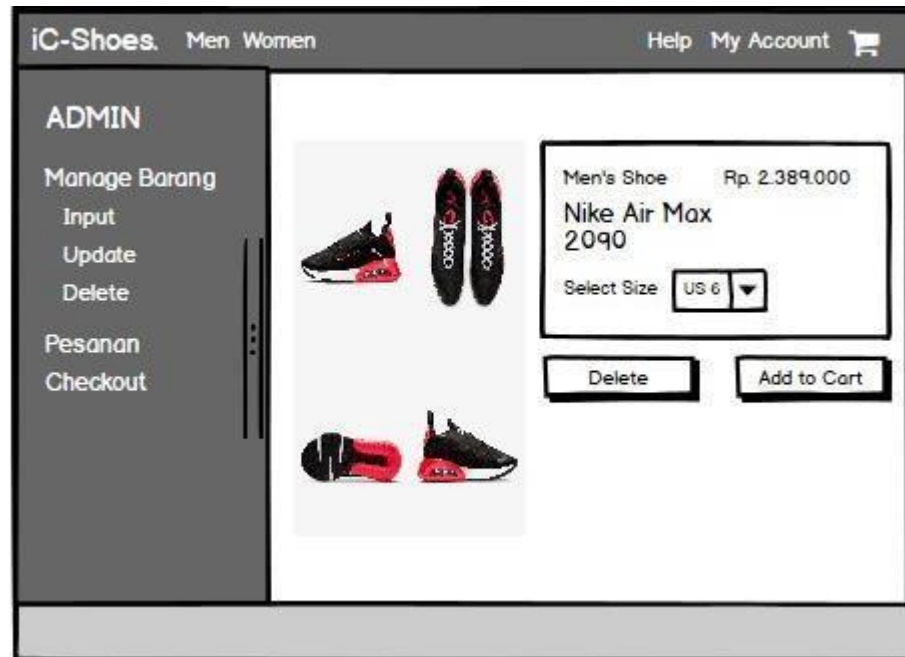 iC-Shoes. Men Women Help My Account
ADMIN
Manage Barang
Input
Update
Delete
Pesanan
Checkout
Men's Shoe Rp. 2.389.000
Nike Air Max
2090
Select Size US 6
Delete Add to Cart